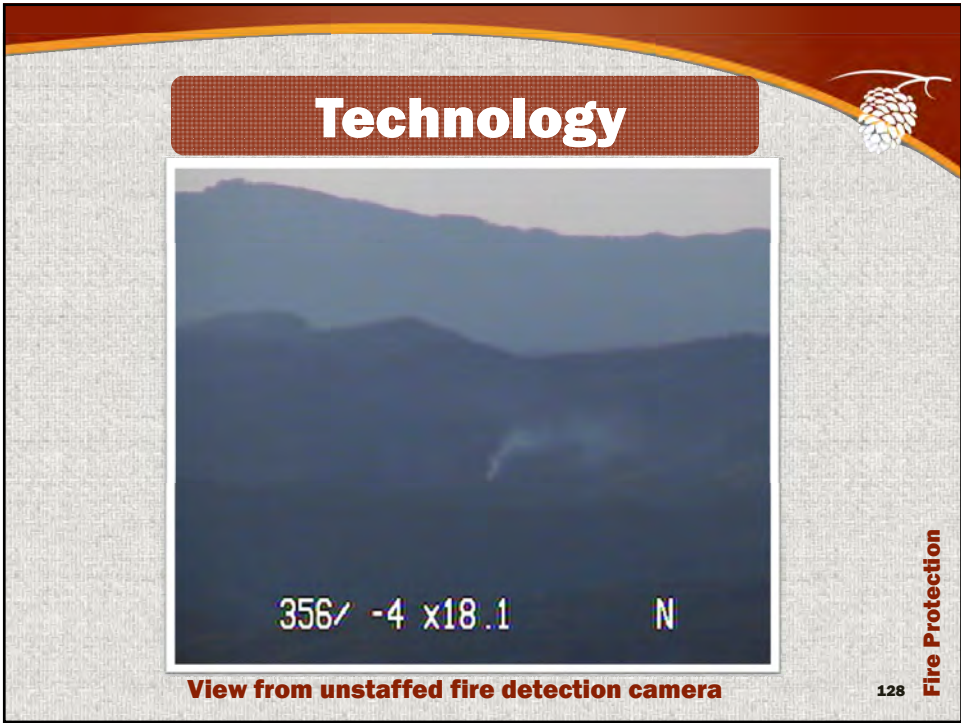 Technology
356/ -4 x18.1 N
View from unstaffed fire detection camera
128
Fire Protection